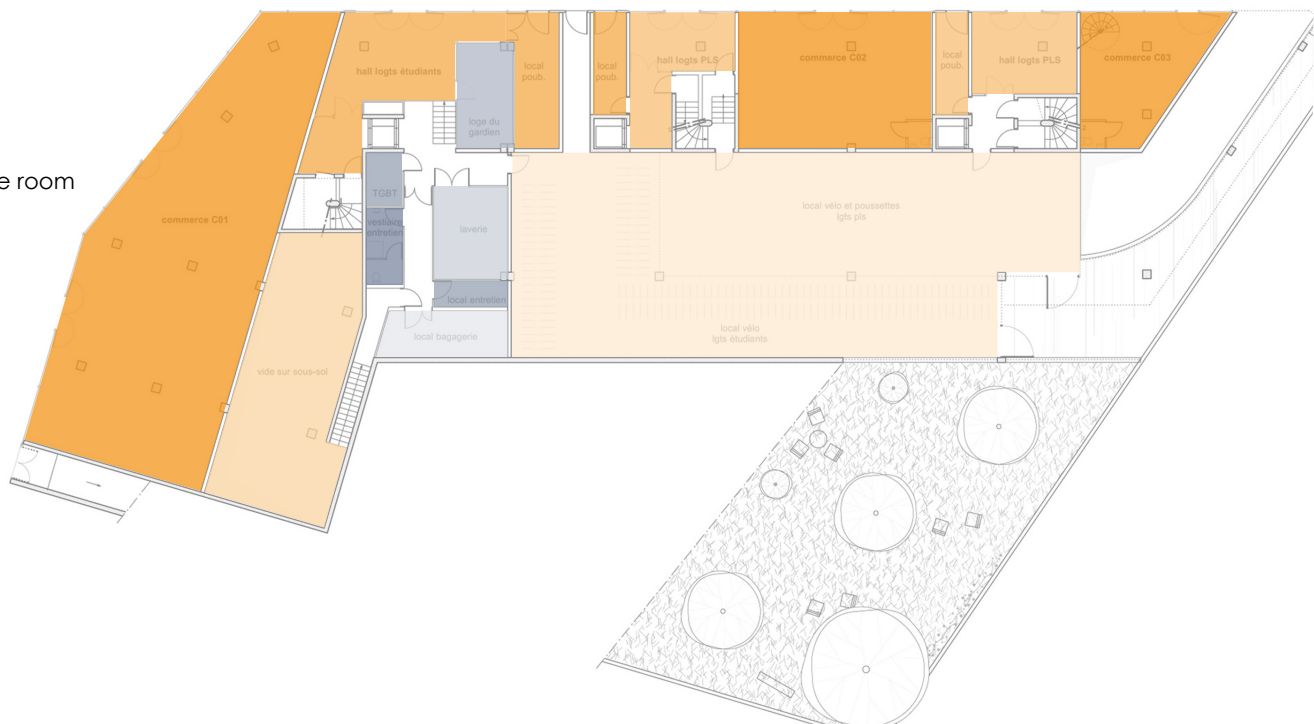 e room
hall logts étudiants
local
poub.
loge du
gardien
local
poub.
hall logts PLS
commerce C02
local
poub.
hall logts PLS
commerce C03
commerce C01
TGBT
vestiaire
entretien
laverie
local vélo et poussettes
lgts pls
local entretien
local bagagerie
local vélo
lgts étudiants
vide sur sous-sol